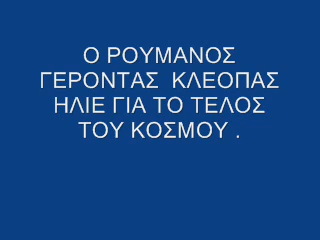 Ο ΡΟΥΜΑΝΟΣ
ΓΕΡΟΝΤΑΣ ΚΛΕΟΠΑΣ
ΗΛΙΕ ΓΙΑ ΤΟ ΤΕΛΟΣ
ΤΟΥ ΚΟΣΜΟΥ .